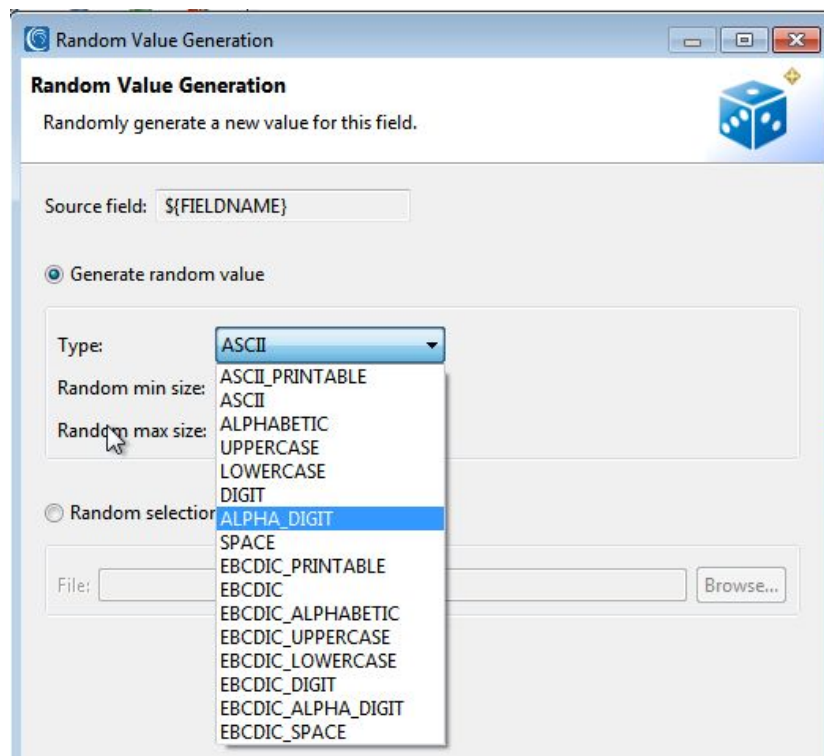 Random Value Generation
Random Value Generation
Randomly generate a new value for this field.
Source field: ${FIELDNAME}
Generate random value
Type: ASCII
ASCII_PRINTABLE
Random min size:
ASCII
ALPHABETIC
Random max size:
UPPERCASE
LOWERCASE
DIGIT
Random selection
ALPHA_DIGIT
SPACE
EBCDIC_PRINTABLE
File:
Browse...
EBCDIC
EBCDIC_ALPHABETIC
EBCDIC_UPPERCASE
EBCDIC_LOWERCASE
EBCDIC_DIGIT
EBCDIC_ALPHA_DIGIT
EBCDIC_SPACE